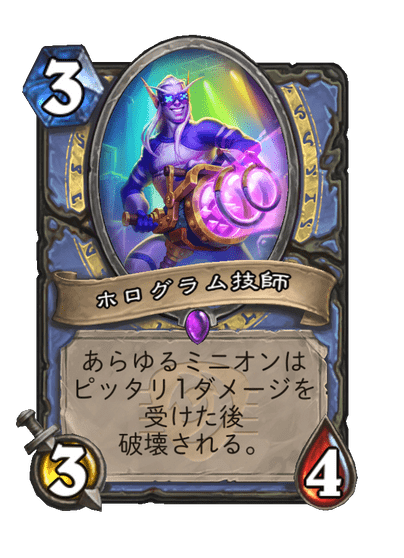 3
ホログラム技師
あらゆるミニオンは
ピッタリ1ダメージを
受けた後
破壊される。
3
4